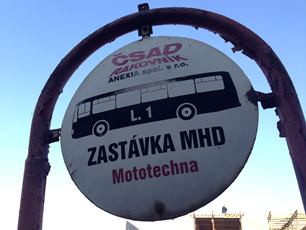 ČSAD
RAKOVNÍK
ANEXIA spol. s r.o.
L. 1
ZASTÁVKA MHD
Mototechna